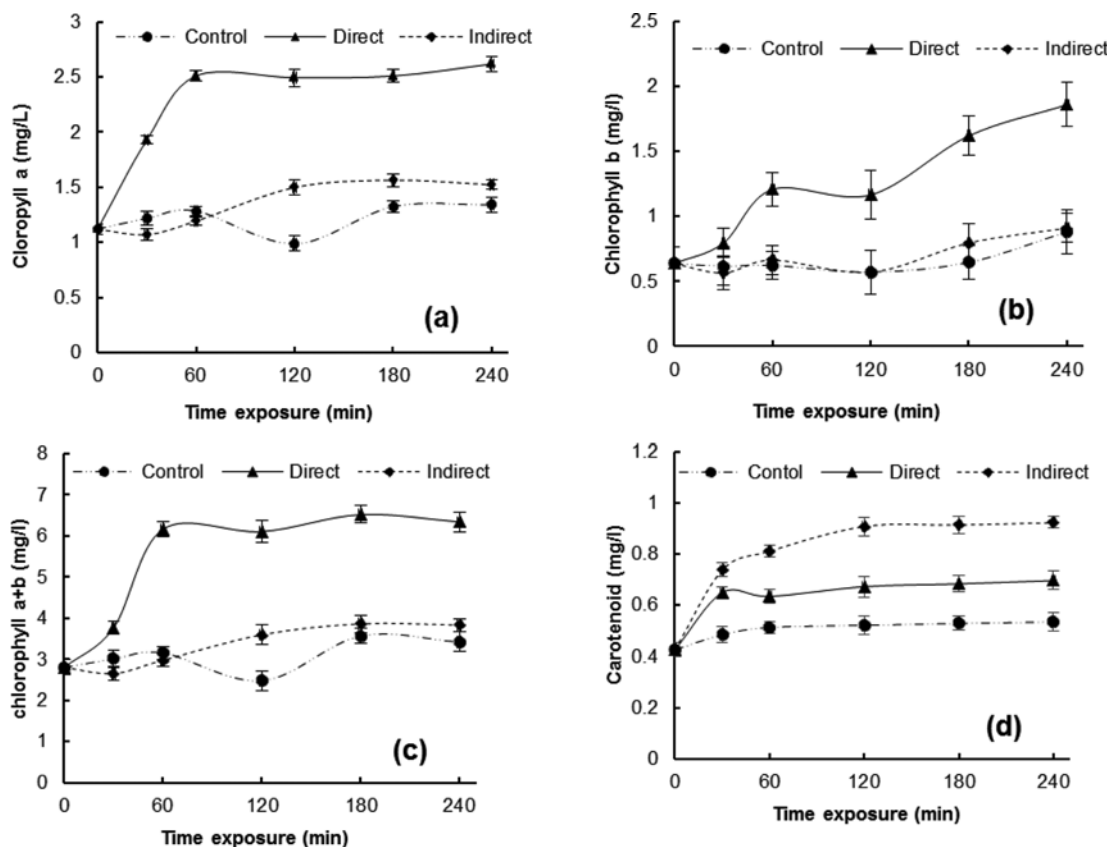 Cloropyll a (mg/L)
3
2.5
2
1.5
1
0.5
0
Control Direct Indirect
(a)
0 60 120 180 240
Time exposure (min)
Chlorophyll b (mg/l)
2.5
2
1.5
1
0.5
0
Control Direct Indirect
(b)
0 60 120 180 240
Time exposure (min)
chlorophyll a+b (mg/l)
8
7
6
5
4
3
2
1
0
Control Direct Indirect
(c)
0 60 120 180 240
Time exposure (min)
Carotenoid (mg/l)
1.2
1
0.8
0.6
0.4
0.2
0
Contol Direct Indirect
(d)
0 60 120 180 240
Time exposure (min)